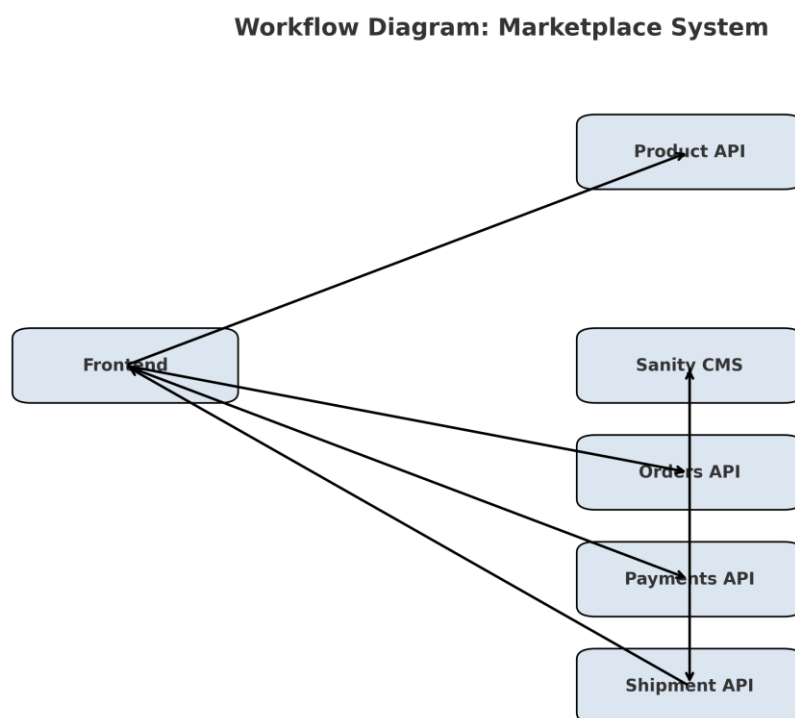 Workflow Diagram: Marketplace System
Product API
Frontend
Sanity CMS
Orders API
Payments API
Shipment API